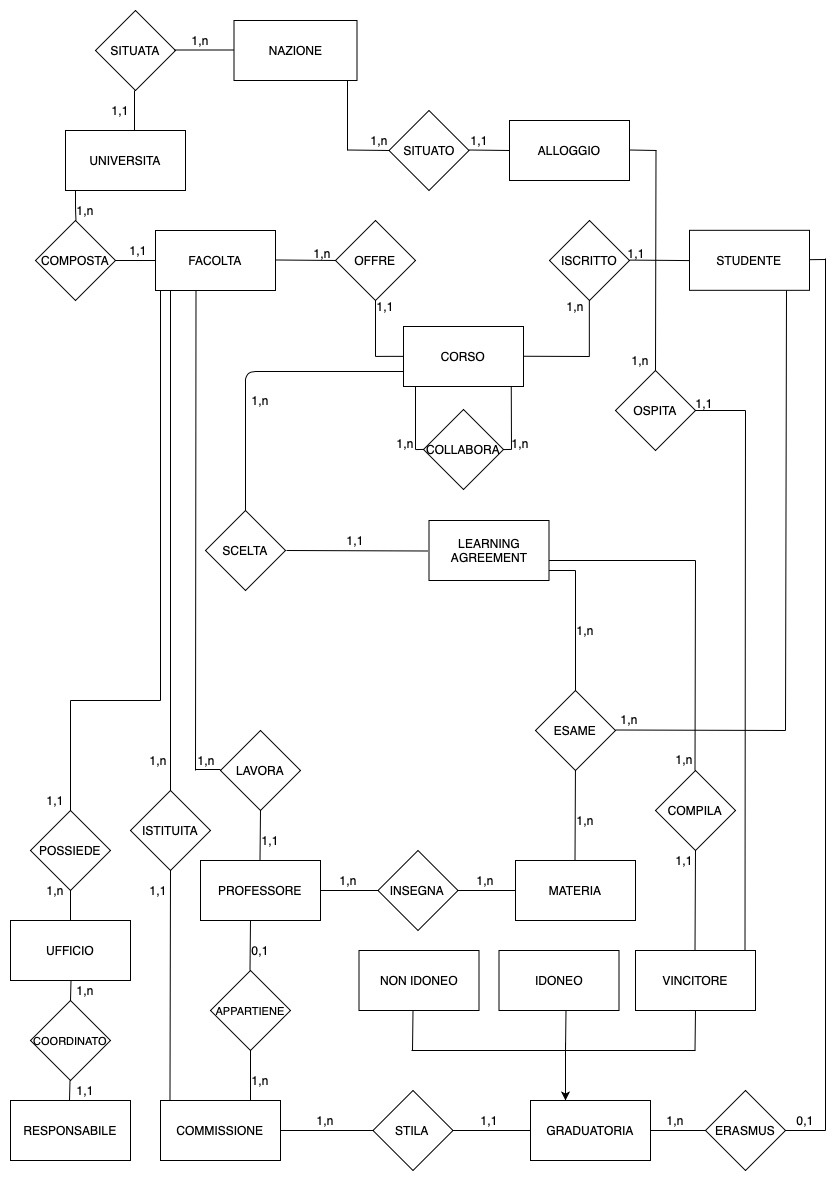 SITUATA
1,n
NAZIONE
1,1
1,n
SITUATO
1,1
ALLOGGIO
UNIVERSITA
1,n
COMPOSTA
1,1
FACOLTA
1,n
OFFRE
1,1
ISCRITTO
1,1
STUDENTE
1,n
CORSO
1,n
1,n
COLLABORA
1,n
1,n
OSPITA
1,1
SCELTA
1,1
LEARNING
AGREEMENT
1,n
ESAME
1,n
1,n
1,n
LAVORA
1,n
1,1
ISTITUITA
1,n
COMPILA
1,1
POSSIEDE
1,1
1,n
1,1
1,n
PROFESSORE
1,n
INSEGNA
1,n
MATERIA
UFFICIO
0,1
NON IDONEO
IDONEO
VINCITORE
1,n
APPARTIENE
COORDINATO
1,n
1,1
RESPONSABILE
COMMISSIONE
1,n
STILA
1,1
GRADUATORIA
1,n
ERASMUS
0,1